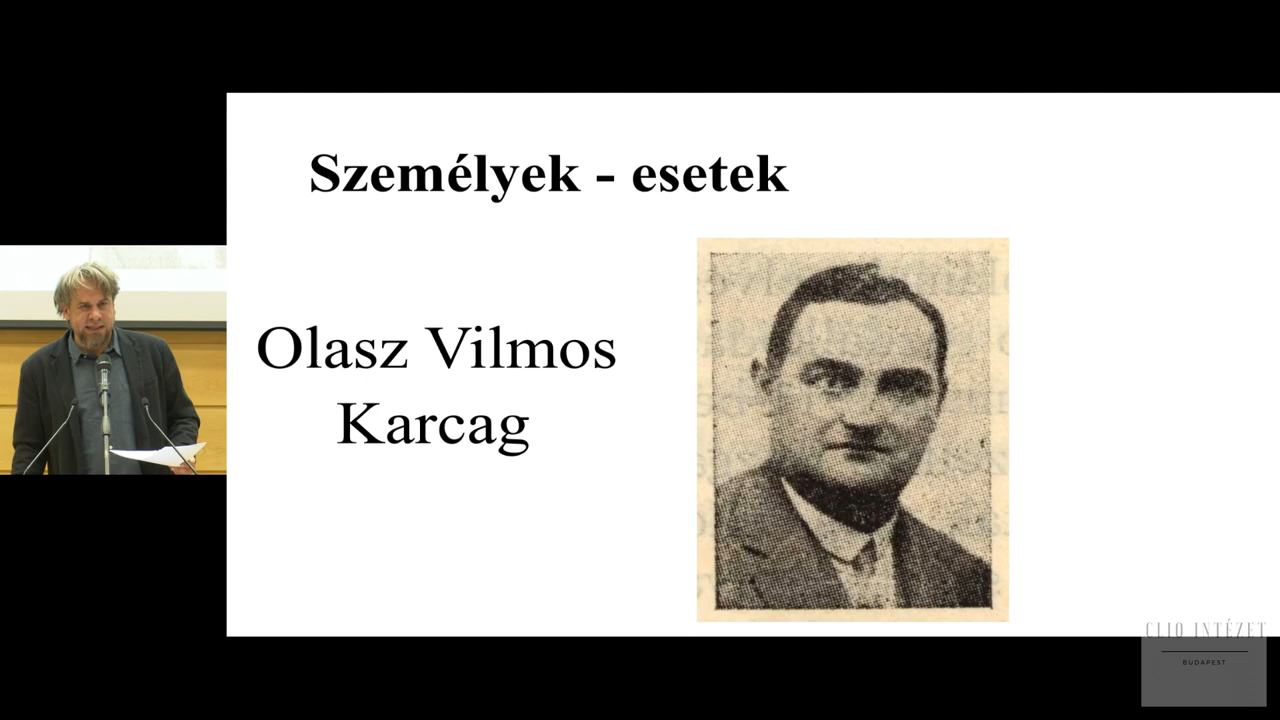 Személyek - esetek
Olasz Vilmos
Karcag
CLIO INTÉZET
BUDAPEST